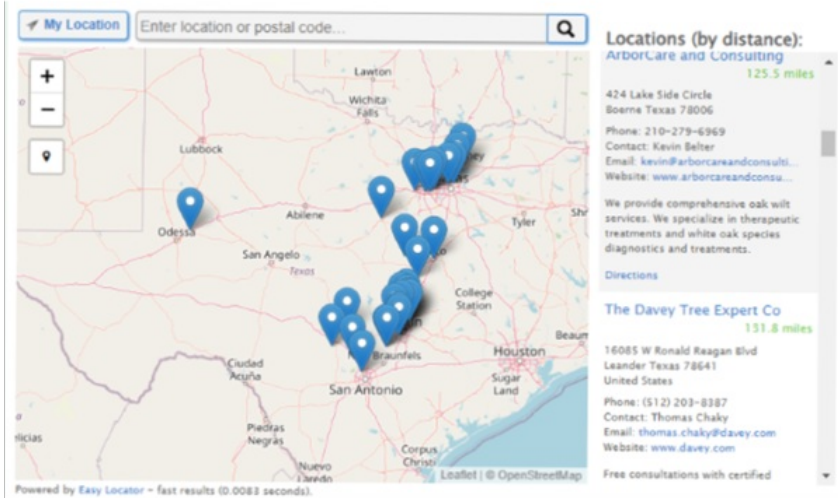 My Location
Enter location or postal code...
Locations (by distance):
ArborCare and Consulting
125.5 miles
424 Lake Side Circle
Boerne Texas 78006
Phone: 210-279-6969
Contact: Kevin Belter
Email: kevin@arborcareandconsulti...
Website: www.arborcareandconsu...
We provide comprehensive oak wilt
services. We specialize in therapeutic
treatments and white oak species
diagnostics and treatments.
Directions
The Davey Tree Expert Co
131.8 miles
16085 W Ronald Reagan Blvd
Leander Texas 78641
United States
Phone: (512) 203-8387
Contact: Thomas Chaky
Email: thomas.chaky@davey.com
Website: www.davey.com
Free consultations with certified
+
−
Lawton
Wichita
Falls
Lubbock
Abilene
Tyler
Shr
Odessa
San Angelo
Texas
College
Station
Beaum
Braunfels
Houston
Ciudad
Acuña
San Antonio
Sugar
Land
Piedras
Negras
licias
Corpus
Christi
Nuevo
Laredo
Leaflet | © OpenStreetMap
Powered by Easy Locator - fast results (0.0083 seconds).